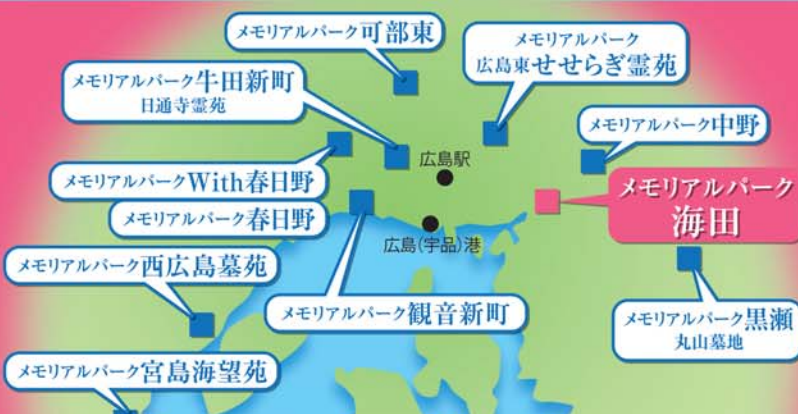 メモリアルパーク可部東
メモリアルパーク
広島東せせらぎ霊苑
メモリアルパーク牛田新町
日通寺霊苑
メモリアルパーク中野
広島駅
メモリアルパークWith春日野
メモリアルパーク
海田
メモリアルパーク春日野
広島(宇品)港
メモリアルパーク西広島墓苑
メモリアルパーク観音新町
メモリアルパーク黒瀬
丸山墓地
メモリアルパーク宮島海望苑